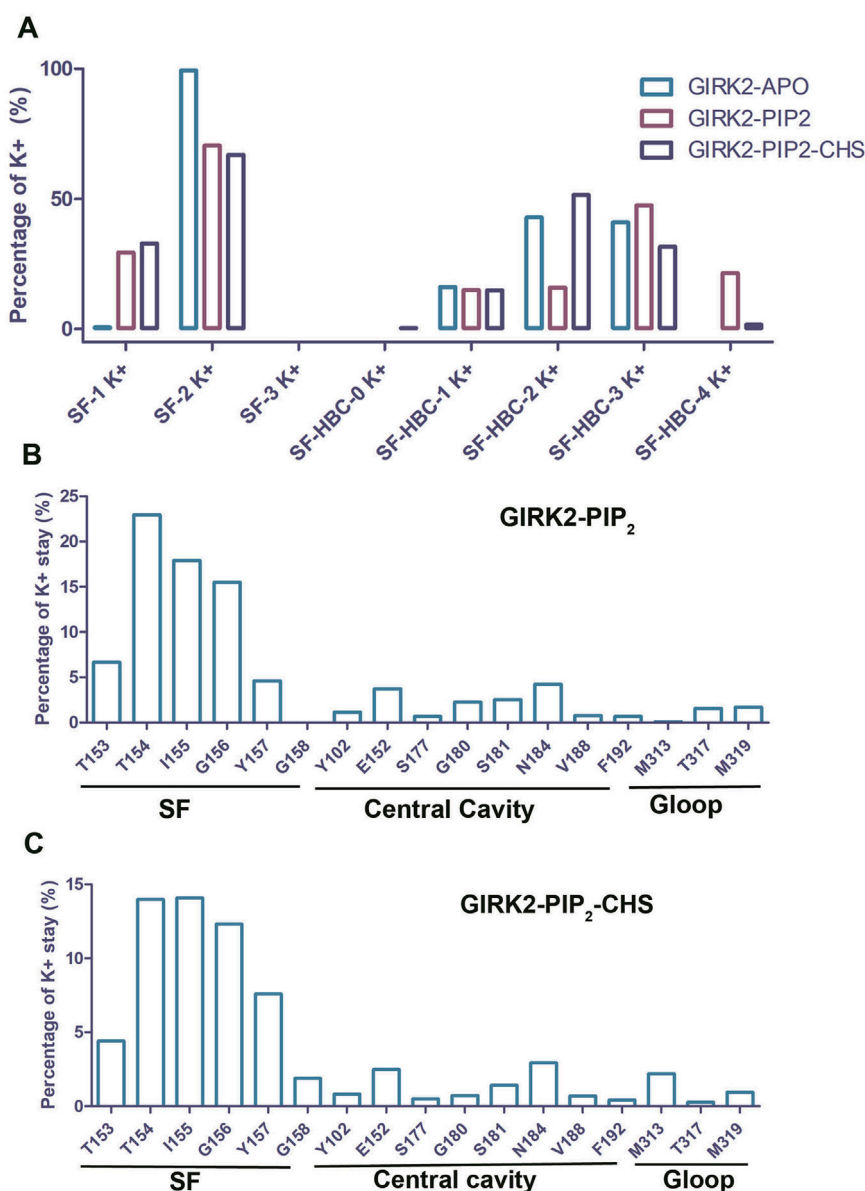 A
Percentage of K+ (%)
100
50
0
GIRK2-APO
GIRK2-PIP2
GIRK2-PIP2-CHS
SF-1 K+
SF-2 K+
SF-3 K+
SF-HBC-0 K+
SF-HBC-1 K+
SF-HBC-2 K+
SF-HBC-3 K+
SF-HBC-4 K+
B
Percentage of K+ stay (%)
25
20
15
10
5
0
GIRK2-PIP₂
T153
T154
I155
G156
Y157
G158
Y102
E152
S177
G180
S181
N184
V188
F192
M313
T317
M319
SF
Central Cavity
Gloop
C
Percentage of K+ stay (%)
15
10
5
0
GIRK2-PIP₂-CHS
T153
T154
I155
G156
Y157
G158
Y102
E152
S177
G180
S181
N184
V188
F192
M313
T317
M319
SF
Central cavity
Gloop